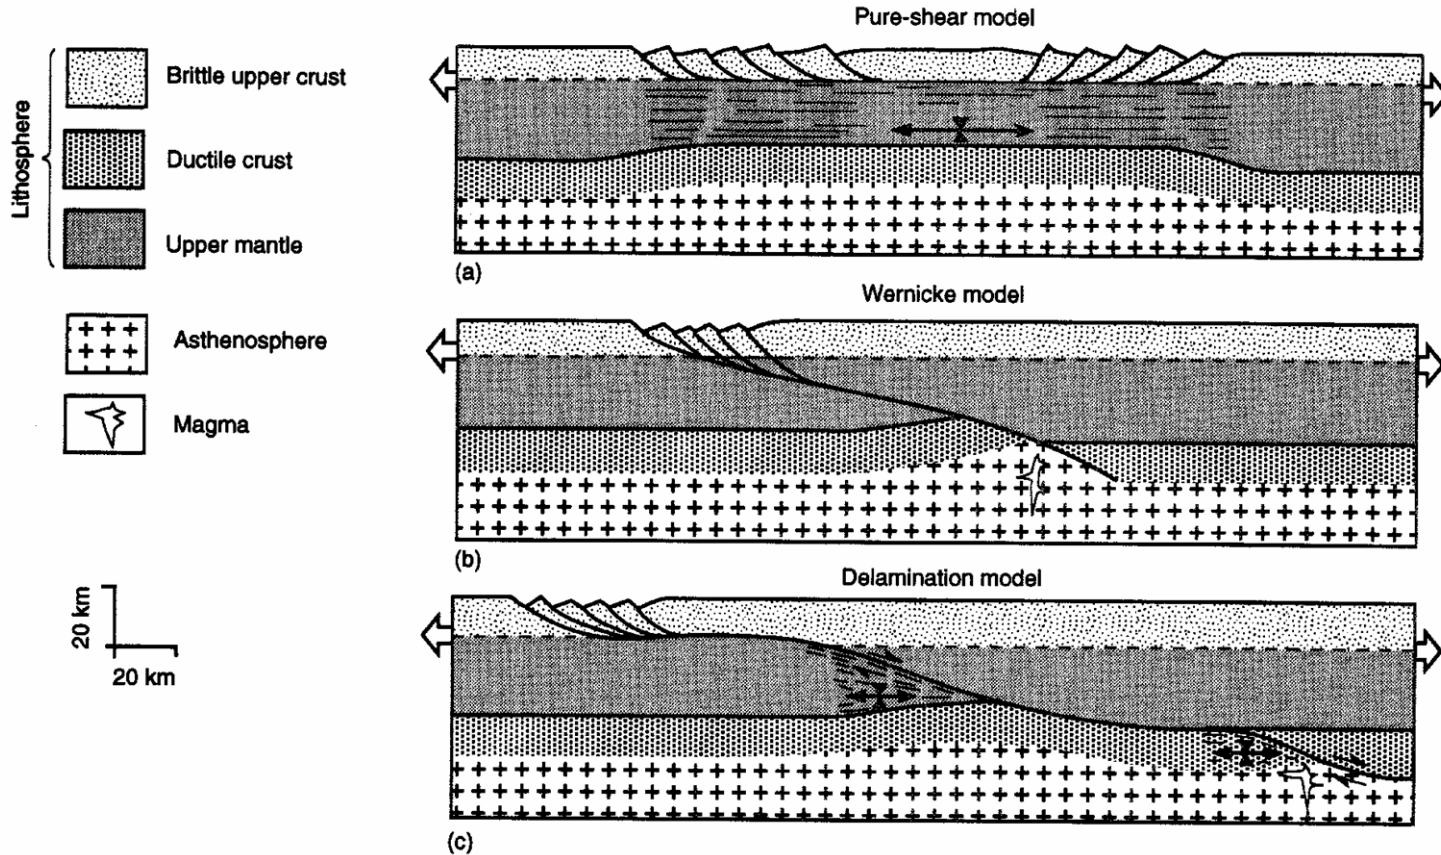 Pure-shear model
Brittle upper crust
Lithosphere
Ductile crust
Upper mantle
(a)
Wernicke model
Asthenosphere
Magma
(b)
Delamination model
20 km
20 km
(c)